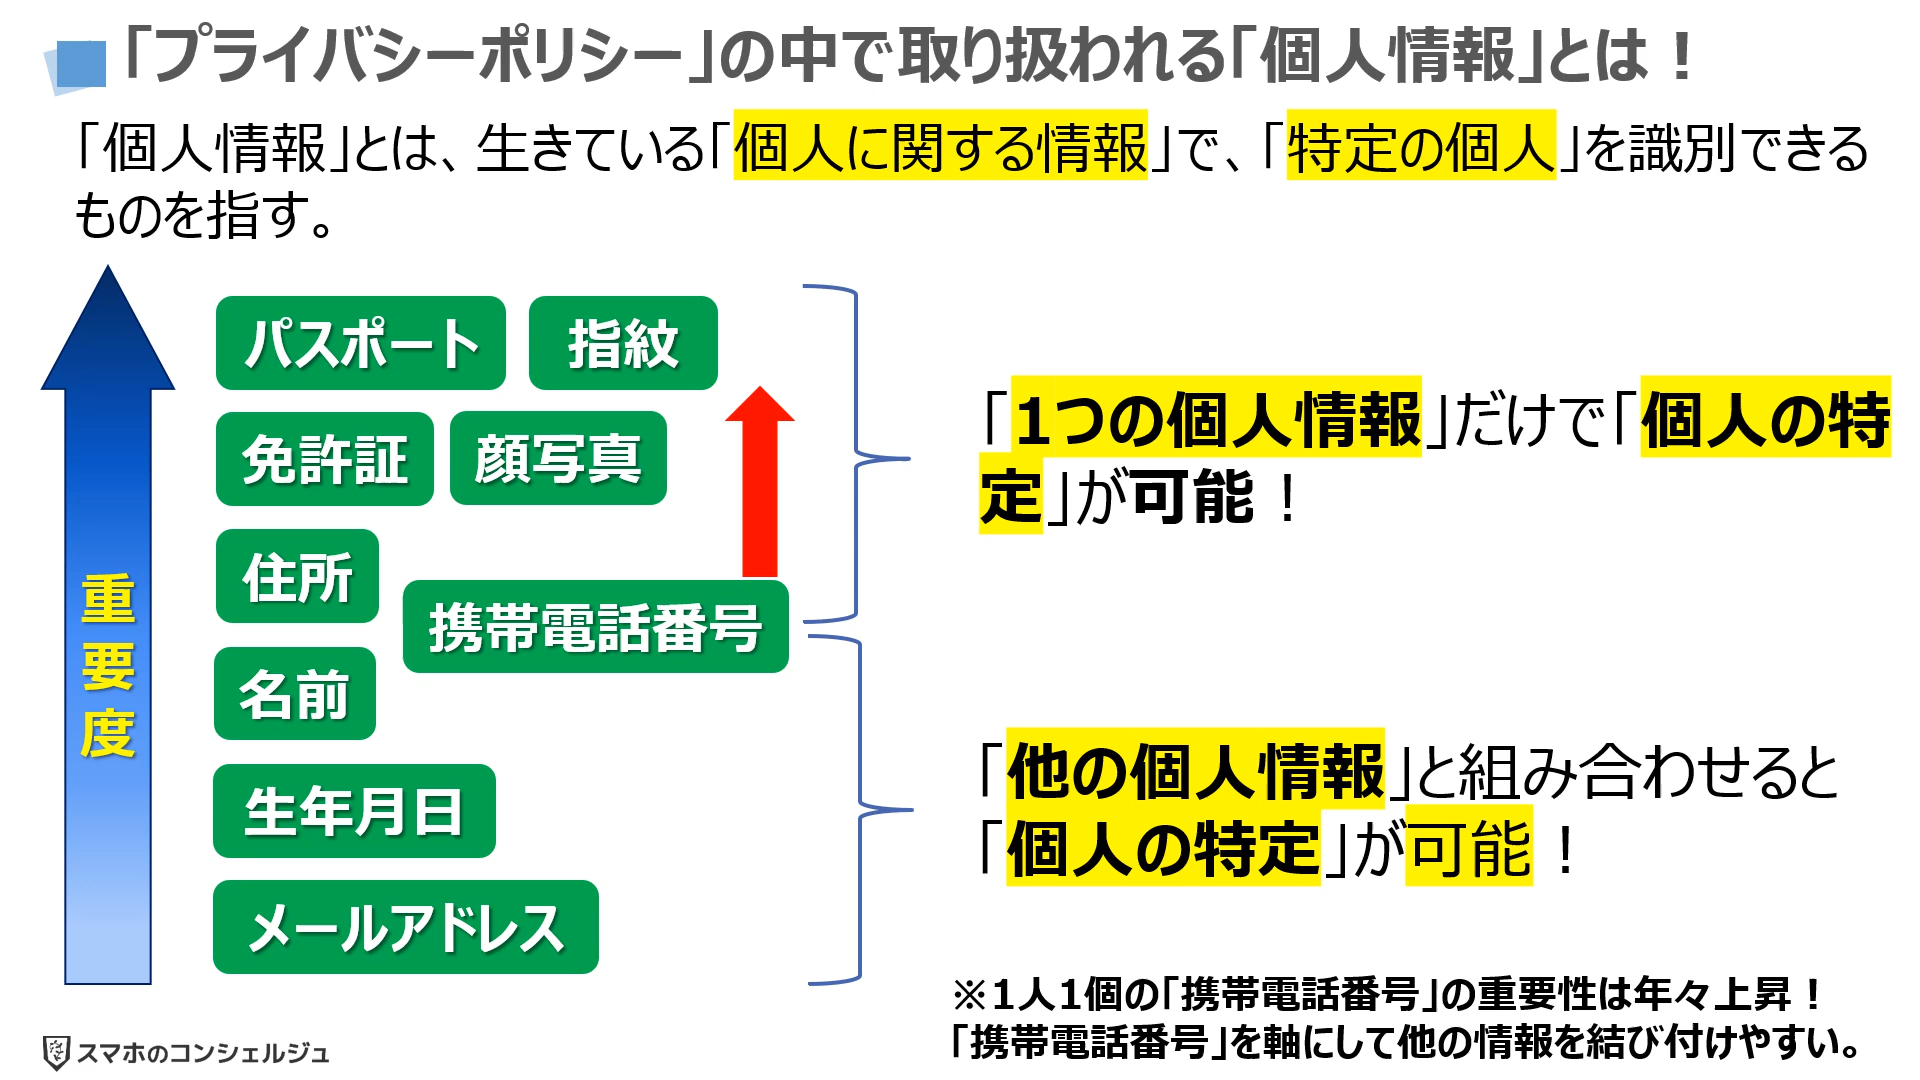 「プライバシーポリシー」の中で取り扱われる「個人情報」とは！
「個人情報」とは、生きている「個人に関する情報」で、「特定の個人」を識別できる
ものを指す。
重要度
パスポート
指紋
免許証
顔写真
住所
携帯電話番号
名前
生年月日
メールアドレス
「1つの個人情報」だけで「個人の特
定」が可能！
「他の個人情報」と組み合わせると
「個人の特定」が可能！
※1人1個の「携帯電話番号」の重要性は年々上昇！
「携帯電話番号」を軸にして他の情報を結び付けやすい。
スマホのコンシェルジュ